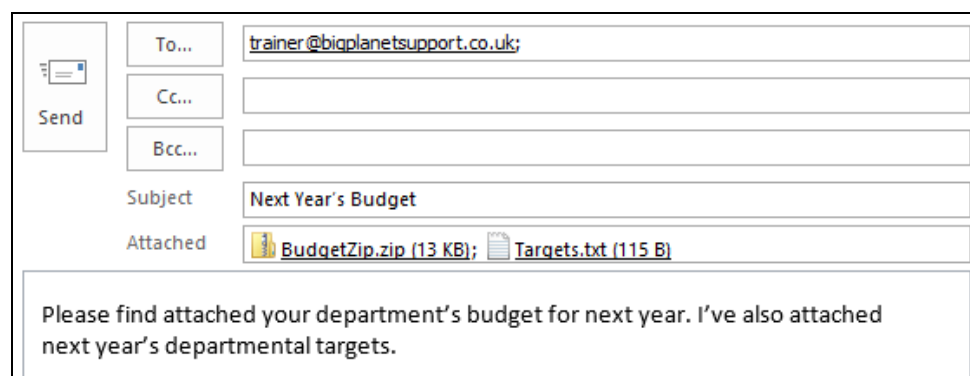 To...
trainer@bigplanetsupport.co.uk;
Cc...
Send
Bcc...
Subject
Next Year's Budget
Attached
BudgetZip.zip (13 KB); Targets.txt (115 B)
Please find attached your department's budget for next year. I've also attached
next year's departmental targets.